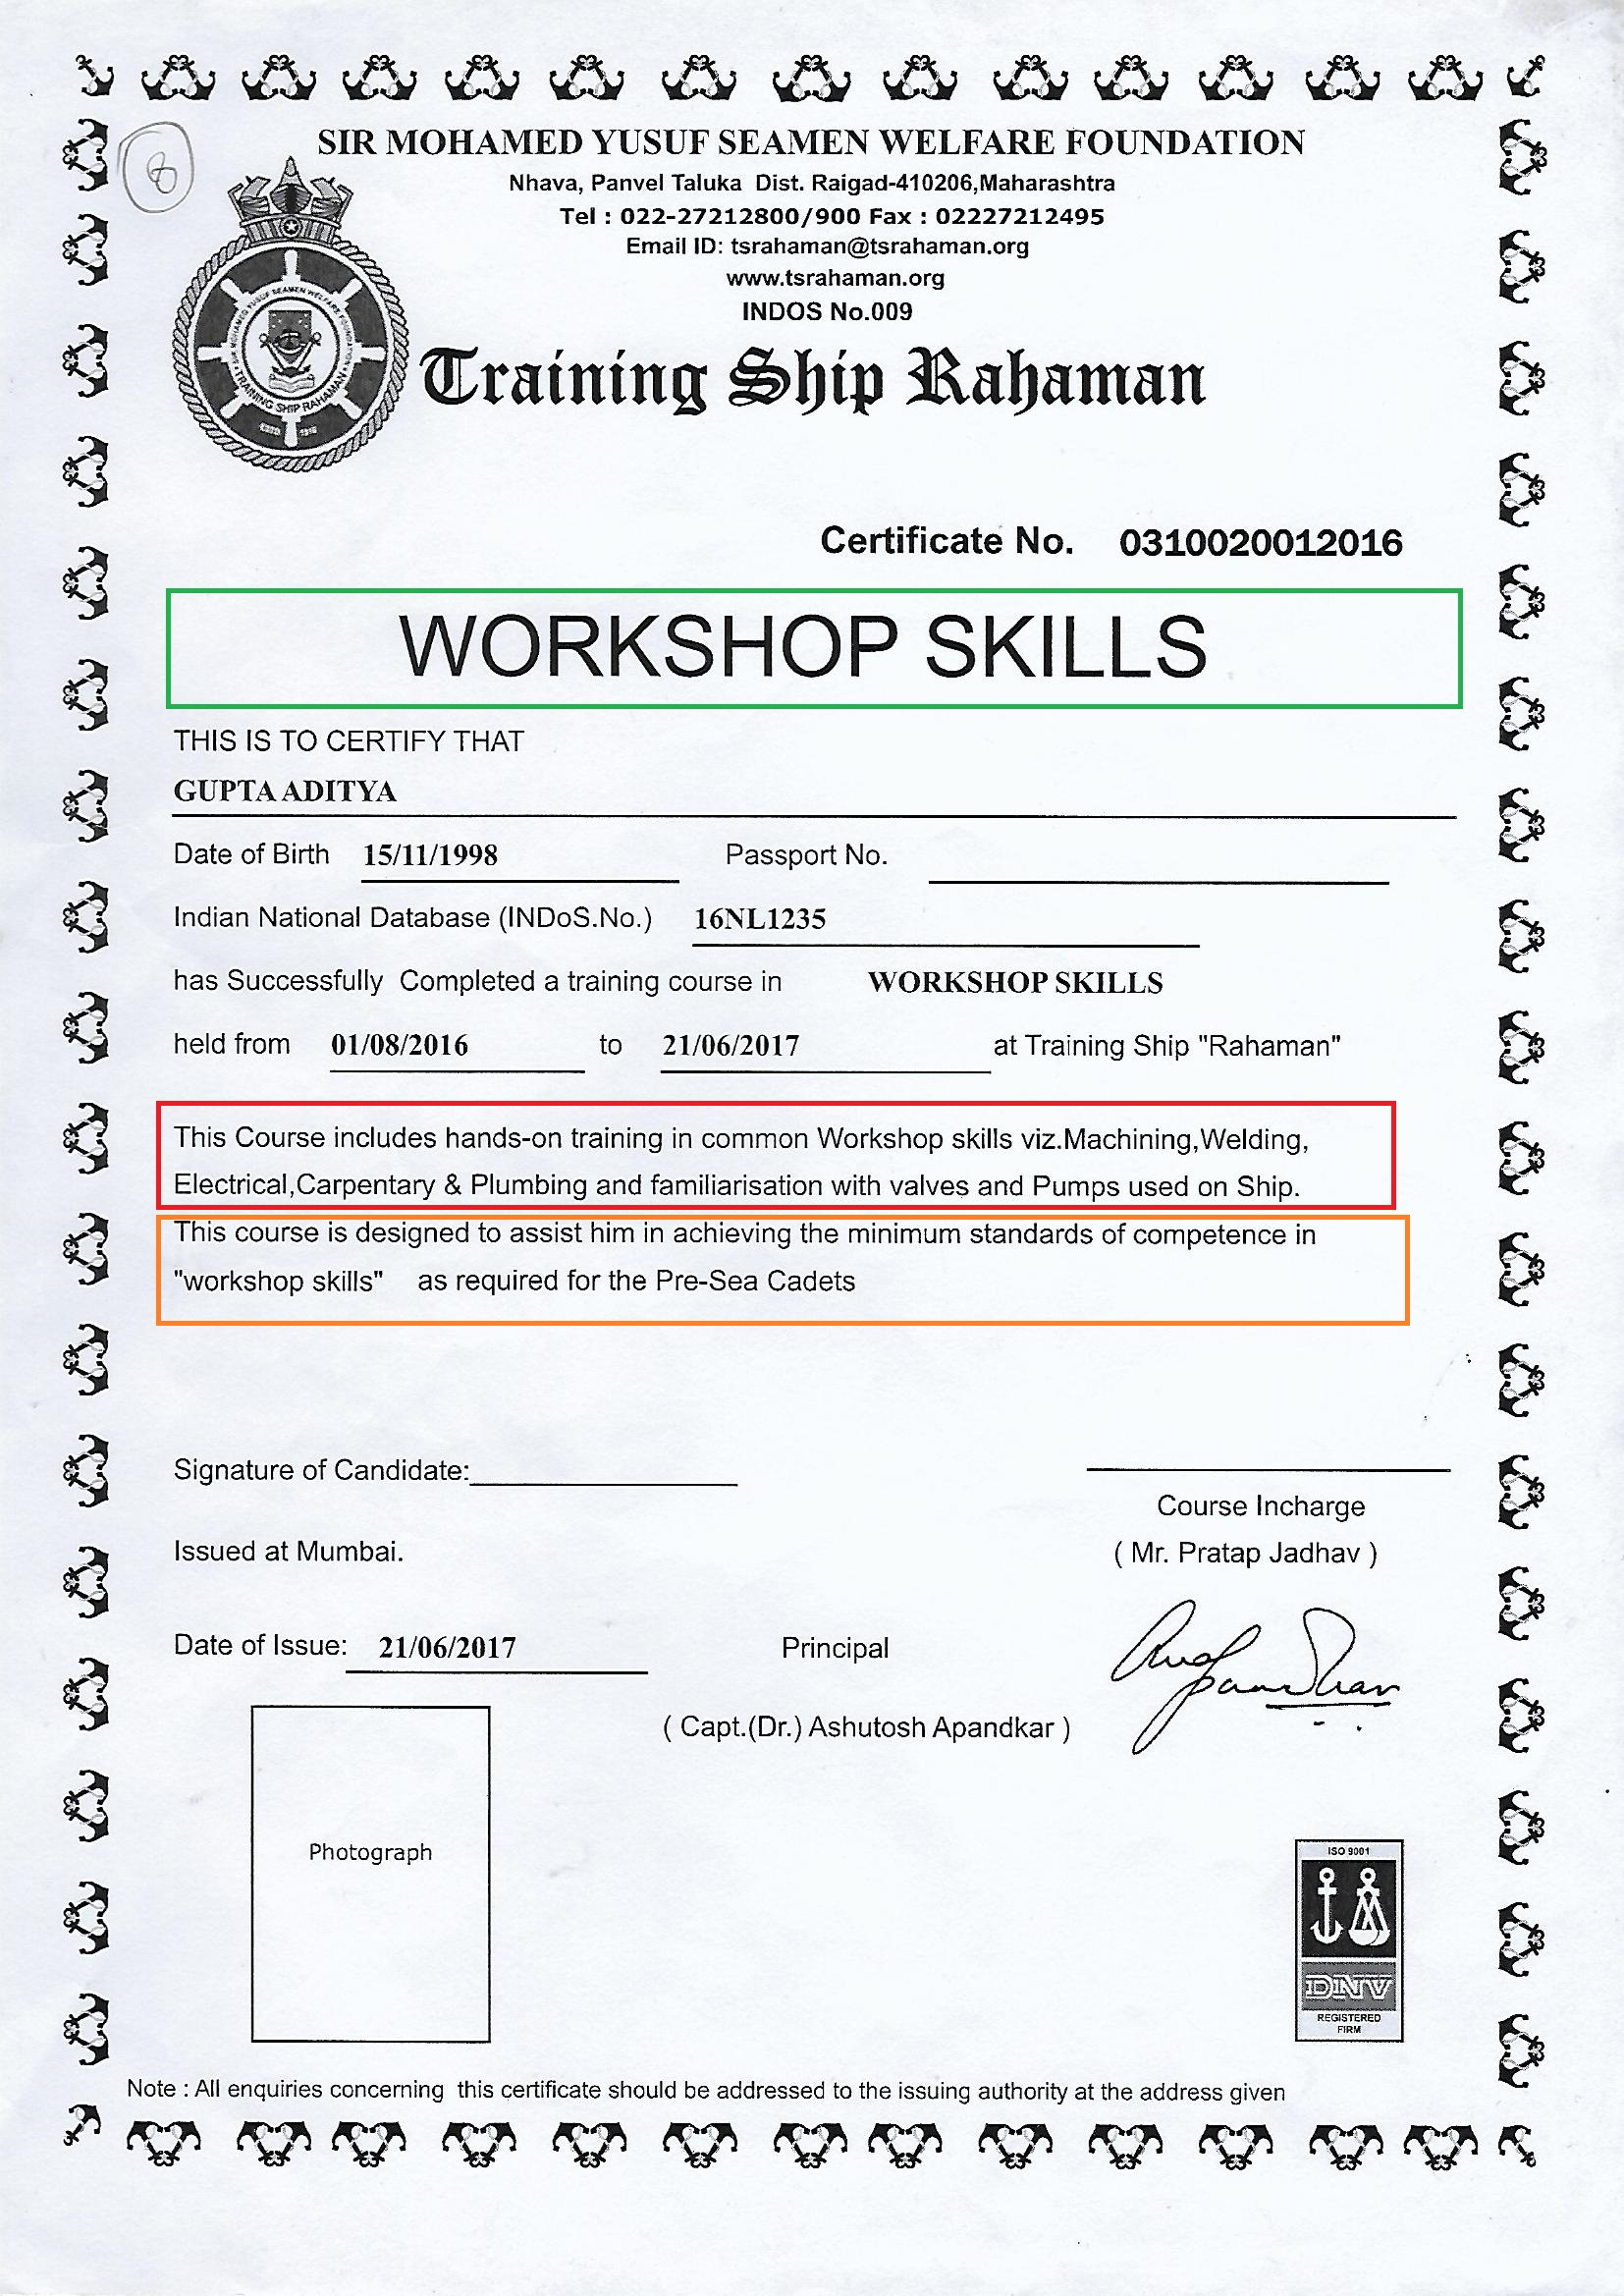 8
SIR MOHAMED YUSUF SEAMEN WELFARE FOUNDATION
Nhava, Panvel Taluka Dist. Raigad-410206,Maharashtra
Tel : 022-27212800/900 Fax : 02227212495
Email ID: tsrahaman@tsrahaman.org
www.tsrahaman.org
INDOS No.009
SIR MOHAMED YUSUF SEAMEN WELFARE FOUNDATION
TRAINING SHIP RAHAMAN
Training Ship Rahaman
Certificate No. 0310020012016
WORKSHOP SKILLS
THIS IS TO CERTIFY THAT
GUPTA ADITYA
Date of Birth 15/11/1998 Passport No.
Indian National Database (INDoS.No.) 16NL1235
has Successfully Completed a training course in WORKSHOP SKILLS
held from 01/08/2016 to 21/06/2017 at Training Ship "Rahaman"
This Course includes hands-on training in common Workshop skills viz.Machining,Welding,
Electrical,Carpentary & Plumbing and familiarisation with valves and Pumps used on Ship.
This course is designed to assist him in achieving the minimum standards of competence in
"workshop skills" as required for the Pre-Sea Cadets
Signature of Candidate:
Course Incharge
Issued at Mumbai.
( Mr. Pratap Jadhav )
Date of Issue: 21/06/2017 Principal
( Capt.(Dr.) Ashutosh Apandkar )
Photograph
ISO 9001
DNV
REGISTERED
FIRM
Note : All enquiries concerning this certificate should be addressed to the issuing authority at the address given